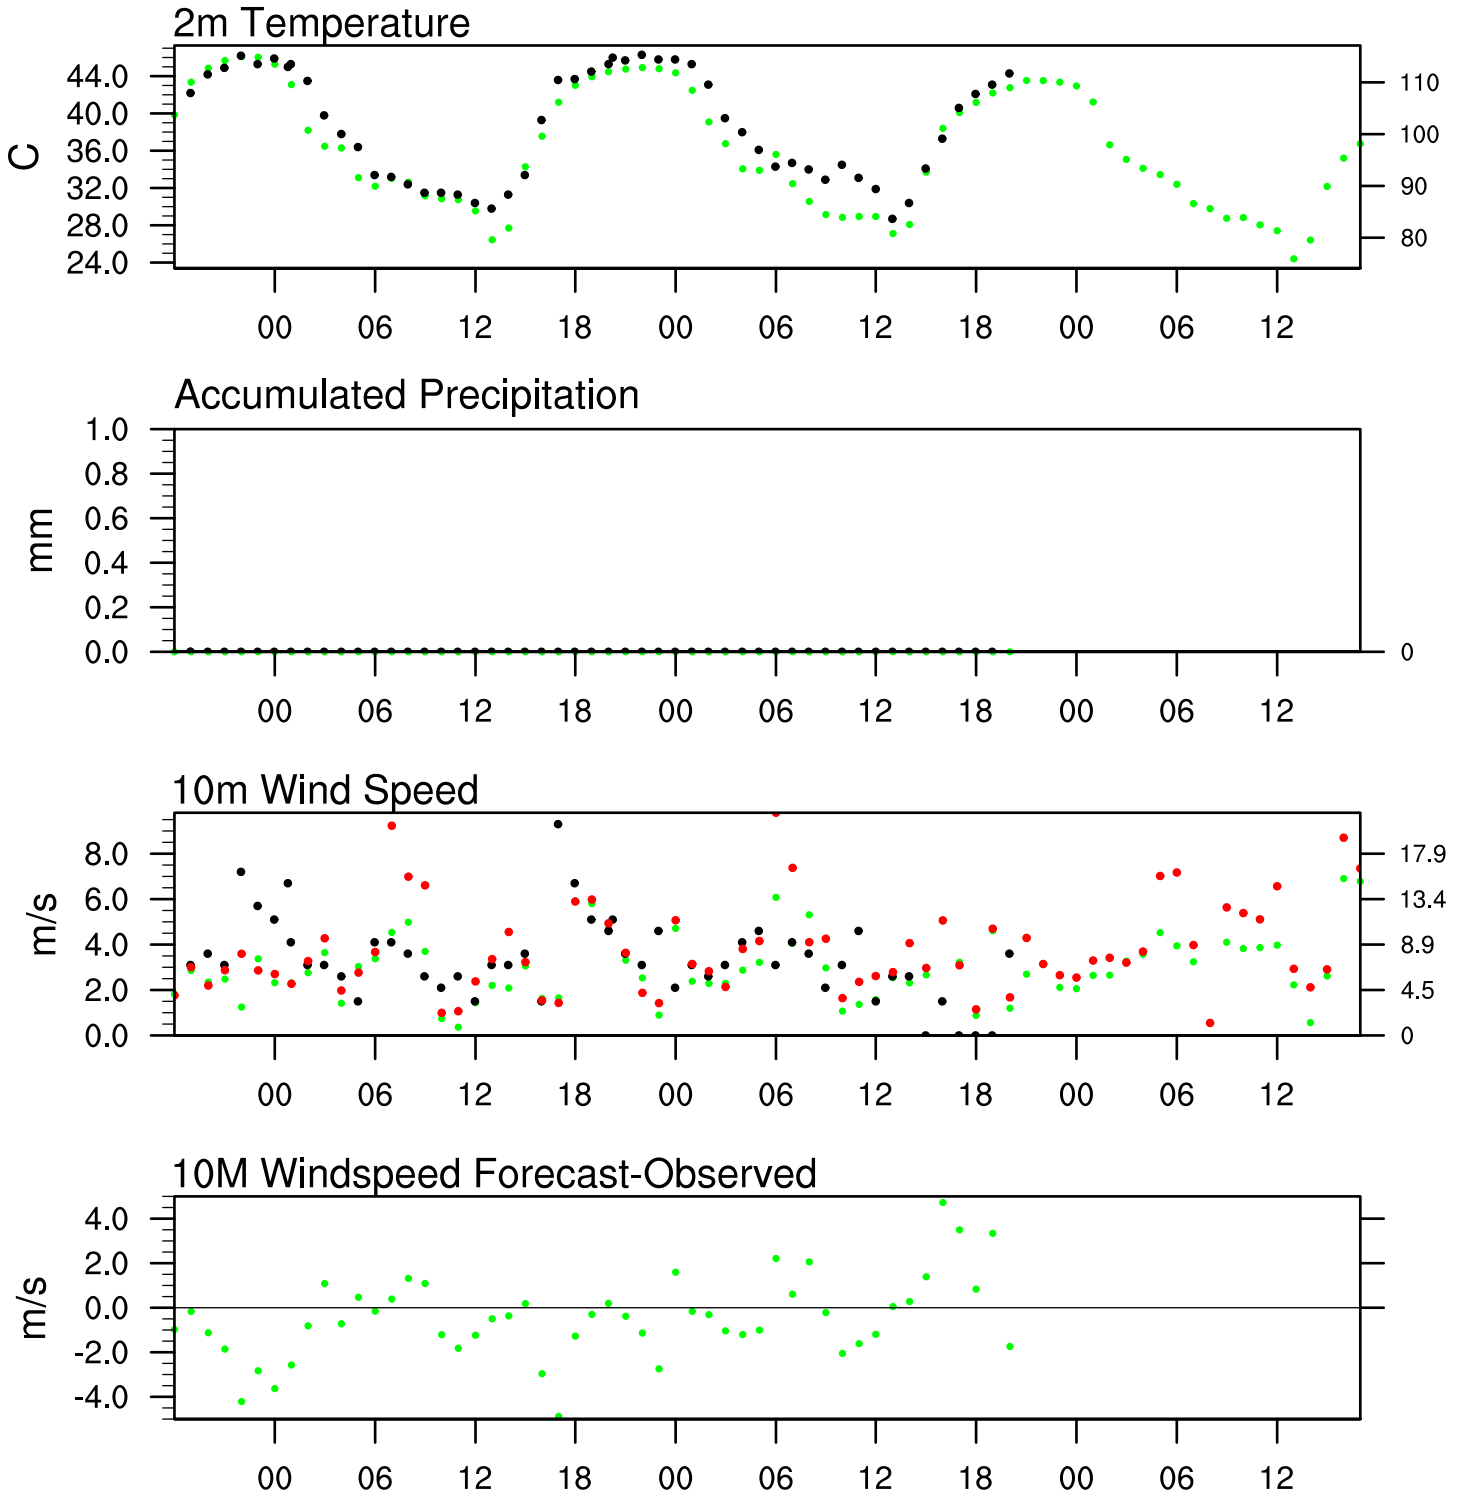 2m Temperature
C
44.0
40.0
36.0
32.0
28.0
24.0
110
100
90
80
00 06 12 18 00 06 12 18 00 06 12
Accumulated Precipitation
mm
1.0
0.8
0.6
0.4
0.2
0.0
0
00 06 12 18 00 06 12 18 00 06 12
10m Wind Speed
m/s
8.0
6.0
4.0
2.0
0.0
17.9
13.4
8.9
4.5
0
00 06 12 18 00 06 12 18 00 06 12
10M Windspeed Forecast-Observed
m/s
4.0
2.0
0.0
-2.0
-4.0
00 06 12 18 00 06 12 18 00 06 12